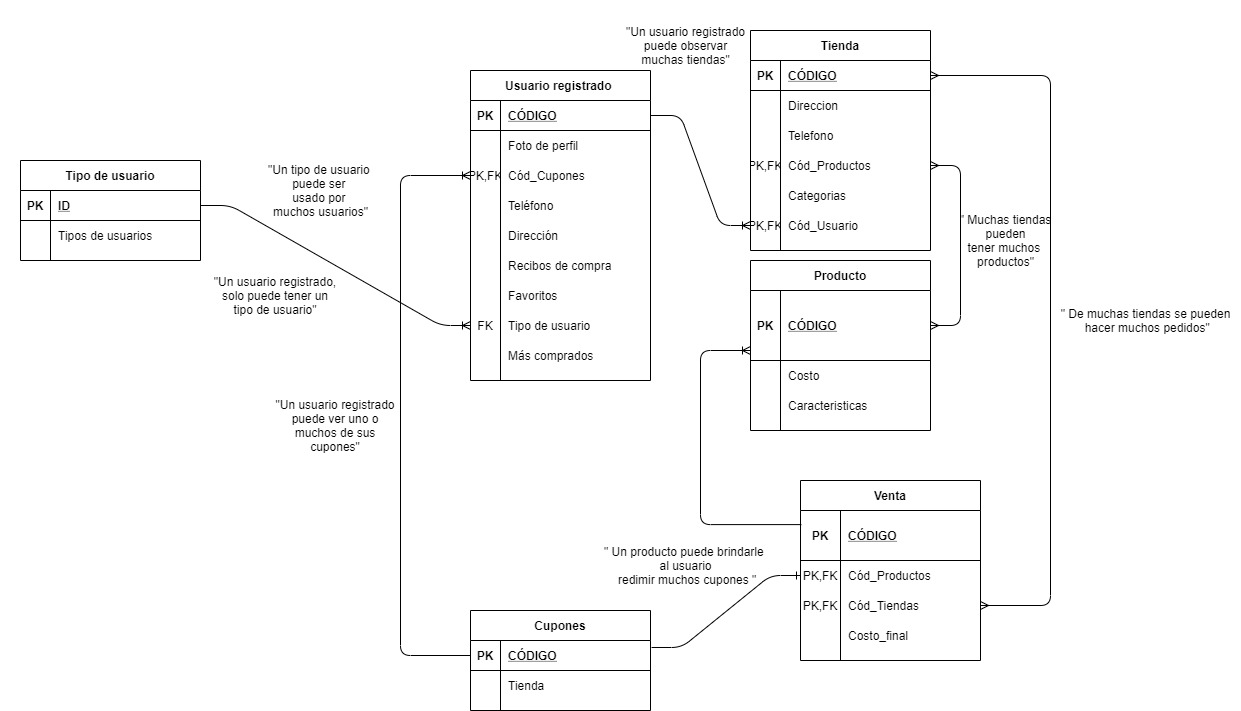 "Un usuario registrado
puede observar
muchas tiendas"
Tienda
PK CÓDIGO
Direccion
Telefono
PK,FK Cód_Productos
Categorias
PK,FK Cód_Usuario
Usuario registrado
PK CÓDIGO
Foto de perfil
PK,FK Cód_Cupones
Teléfono
Dirección
Recibos de compra
Favoritos
FK Tipo de usuario
Más comprados
"Un tipo de usuario
puede ser
usado por
muchos usuarios"
Tipo de usuario
PK ID
Tipos de usuarios
"Un usuario registrado,
solo puede tener un
tipo de usuario"
" Muchas tiendas
pueden
tener muchos
productos"
Producto
PK CÓDIGO
Costo
Caracteristicas
" De muchas tiendas se pueden
hacer muchos pedidos"
"Un usuario registrado
puede ver uno o
muchos de sus
cupones"
Venta
PK CÓDIGO
PK,FK Cód_Productos
PK,FK Cód_Tiendas
Costo_final
" Un producto puede brindarle
al usuario
redimir muchos cupones "
Cupones
PK CÓDIGO
Tienda